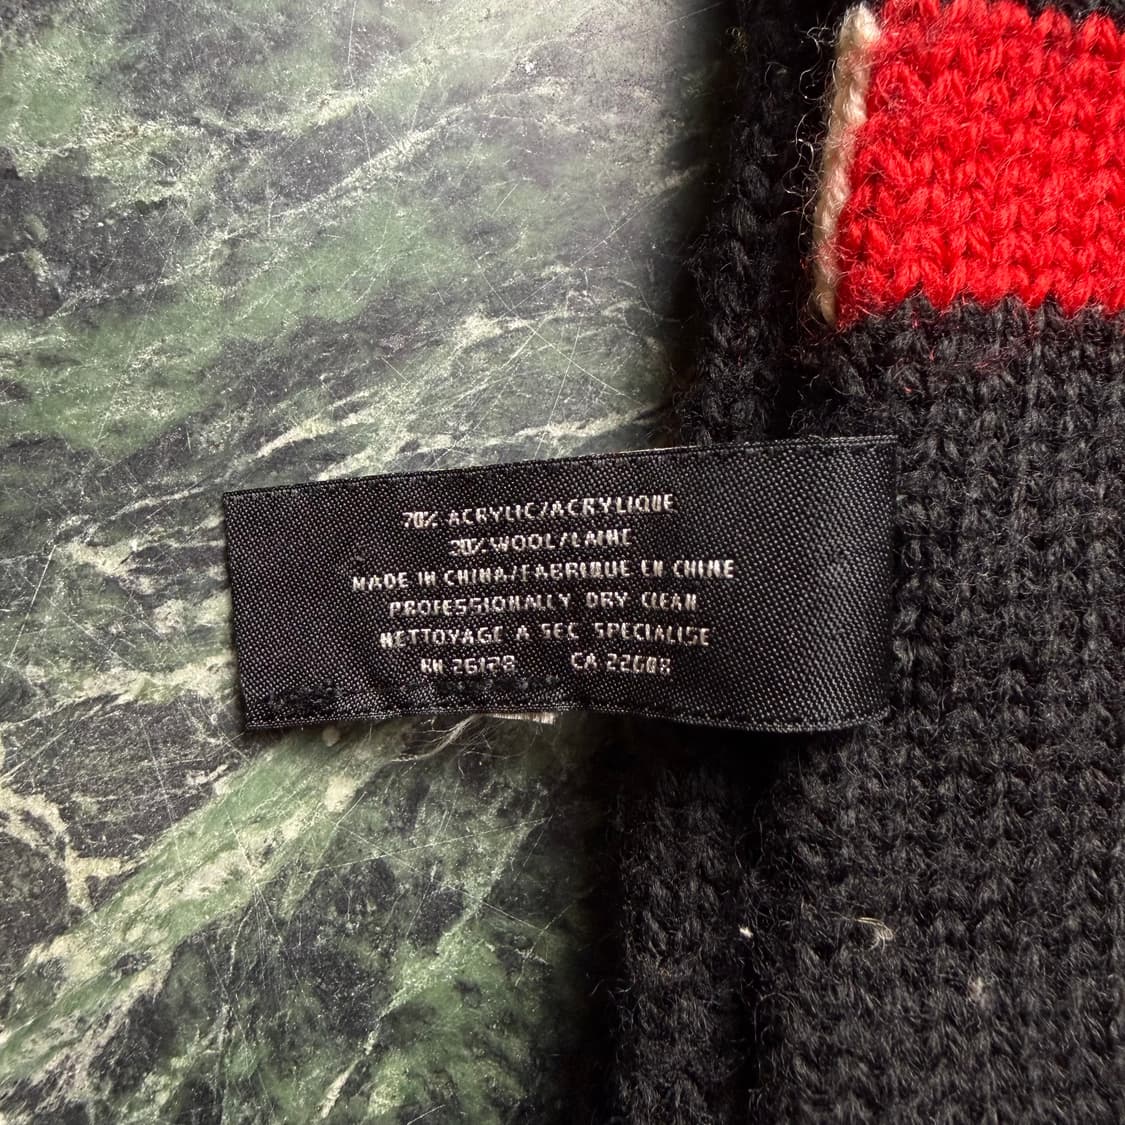 70% ACRYLIC/ACRYLIQUE
30% WOOL/LAINE
MADE IN CHINA/FABRIQUE EN CHINE
PROFESSIONALLY DRY CLEAN
NETTOYAGE A SEC SPECIALISE
RN 26128 CA 22608